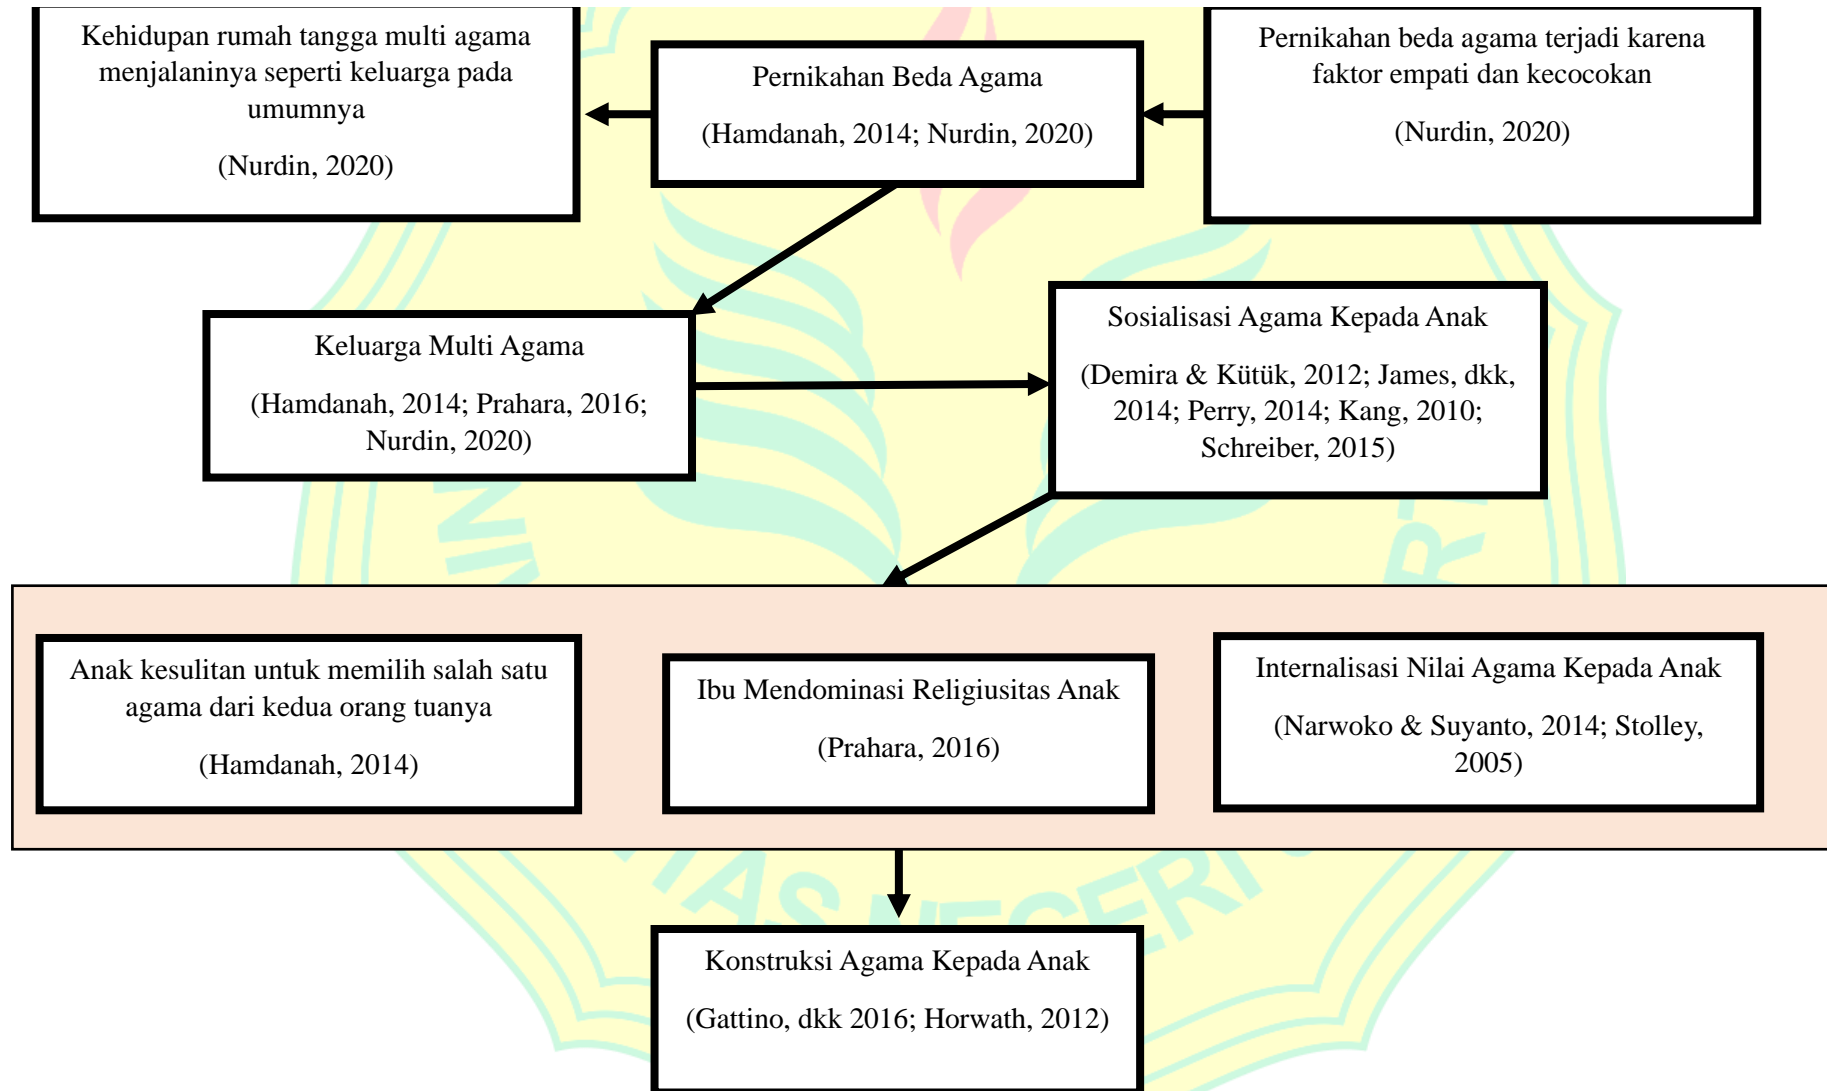 Kehidupan rumah tangga multi agama
menjalaninya seperti keluarga pada
umumnya
(Nurdin, 2020)
Pernikahan Beda Agama
(Hamdanah, 2014; Nurdin, 2020)
Pernikahan beda agama terjadi karena
faktor empati dan kecocokan
(Nurdin, 2020)
Keluarga Multi Agama
(Hamdanah, 2014; Prahara, 2016;
Nurdin, 2020)
Sosialisasi Agama Kepada Anak
(Demira & Kütük, 2012; James, dkk,
2014; Perry, 2014; Kang, 2010;
Schreiber, 2015)
Anak kesulitan untuk memilih salah satu
agama dari kedua orang tuanya
(Hamdanah, 2014)
Ibu Mendominasi Religiusitas Anak
(Prahara, 2016)
Internalisasi Nilai Agama Kepada Anak
(Narwoko & Suyanto, 2014; Stolley,
2005)
Konstruksi Agama Kepada Anak
(Gattino, dkk 2016; Horwath, 2012)
NEGERI